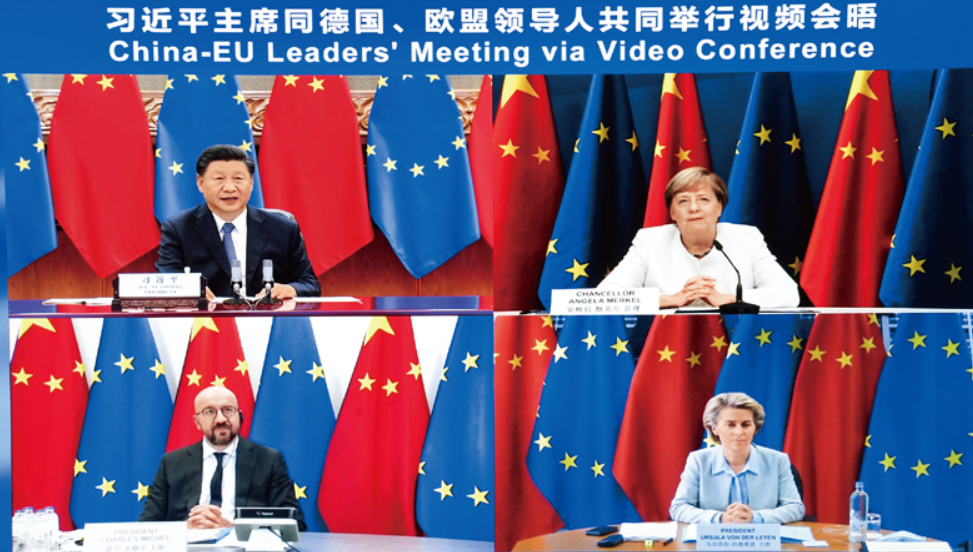 习近平主席同德国、欧盟领导人共同举行视频会晤
China-EU Leaders' Meeting via Video Conference
习近平
CHANCELLOR
ANGELA MERKEL
PRESIDENT
CHARLES MICHEL
PRESIDENT
URSULA VON DER LEYEN